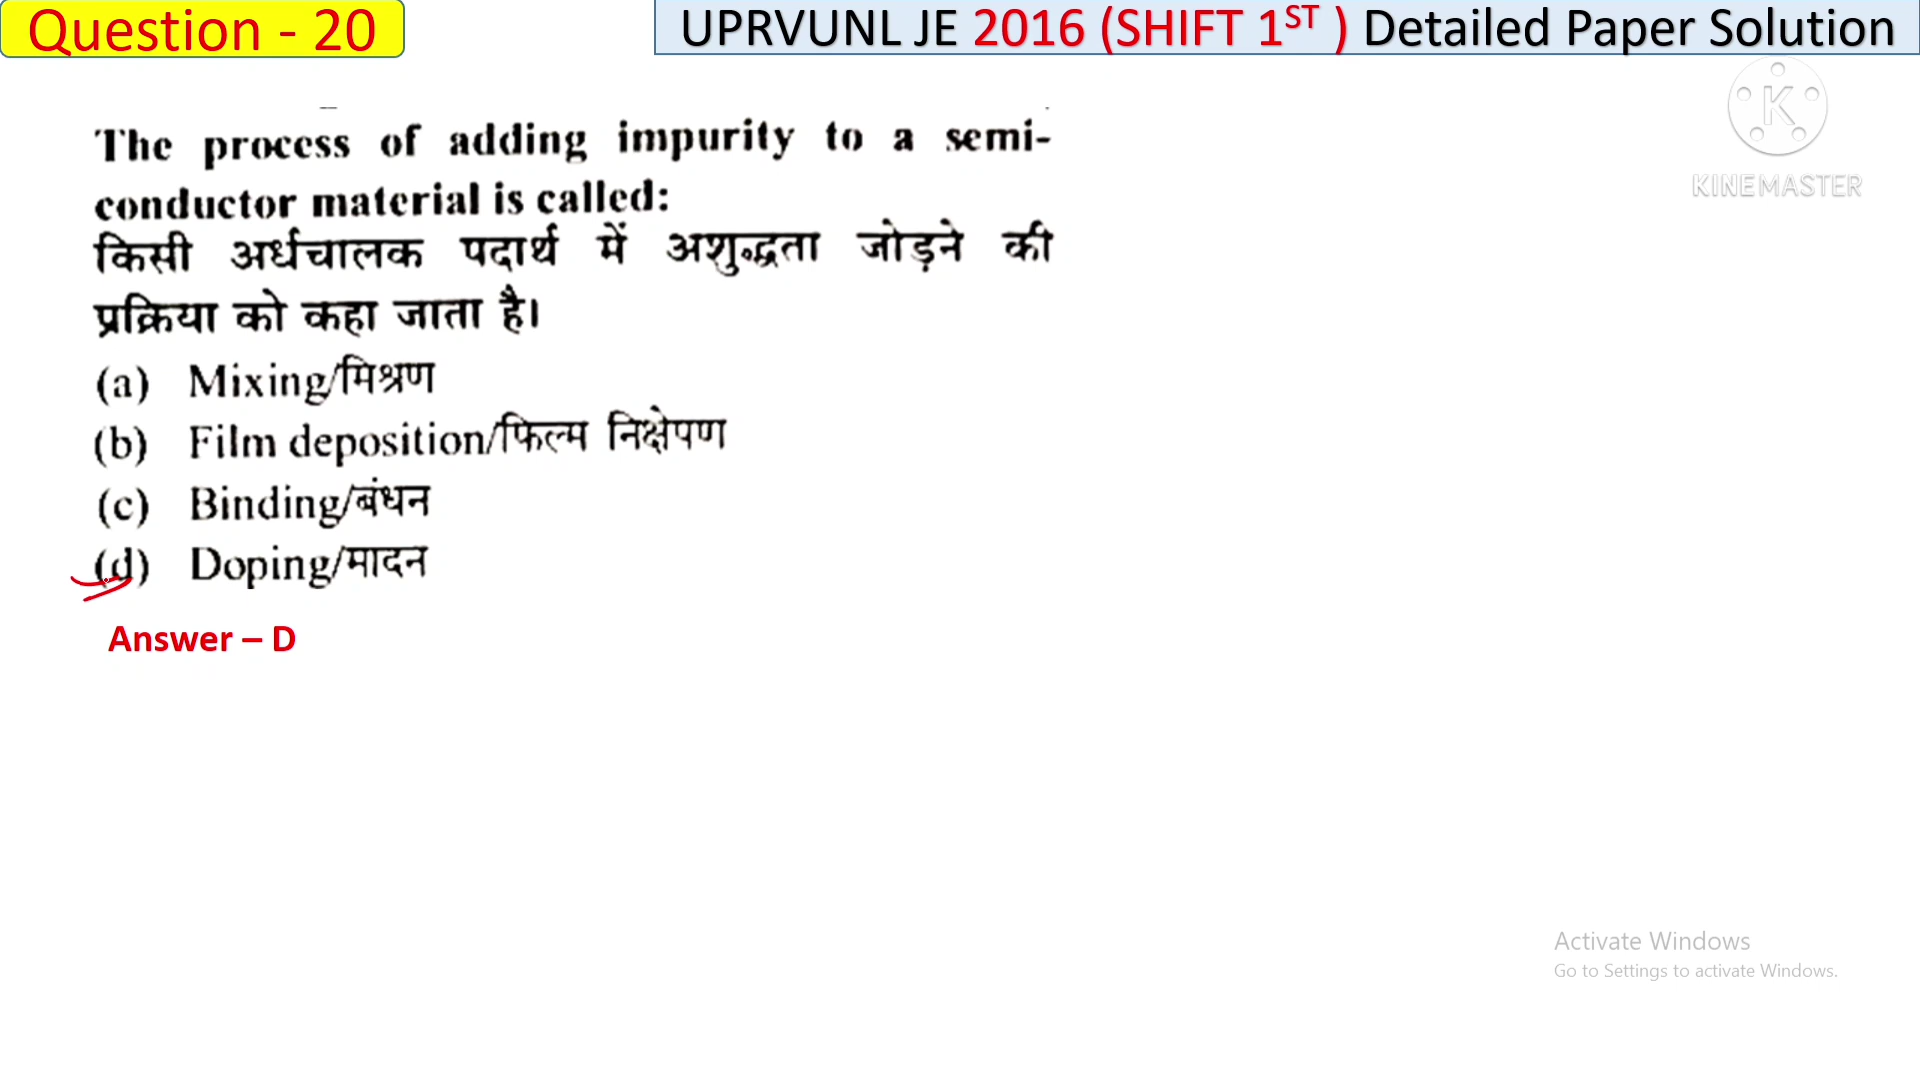 Question - 20
UPRVUNL JE 2016 (SHIFT 1ST ) Detailed Paper Solution
KINEMASTER
The process of adding impurity to a semi-
conductor material is called:
किसी अर्धचालक पदार्थ में अशुद्धता जोड़ने की
प्रक्रिया को कहा जाता है।
(a) Mixing/मिश्रण
(b) Film deposition/फिल्म निक्षेपण
(c) Binding/बंधन
(d) Doping/मादन
Answer – D
Activate Windows
Go to Settings to activate Windows.